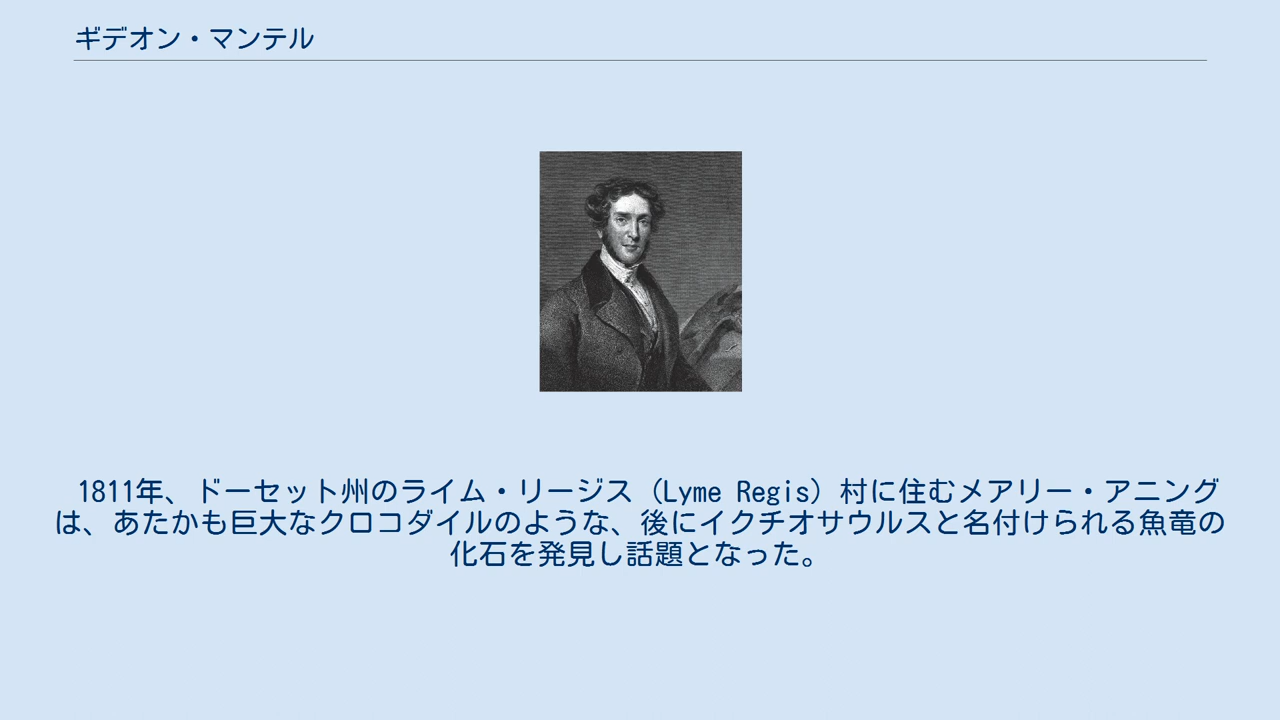 ギデオン・マンテル
1811年、ドーセット州のライム・リージス（Lyme Regis）村に住むメアリー・アニング
は、あたかも巨大なクロコダイルのような、後にイクチオサウルスと名付けられる魚竜の
化石を発見し話題となった。